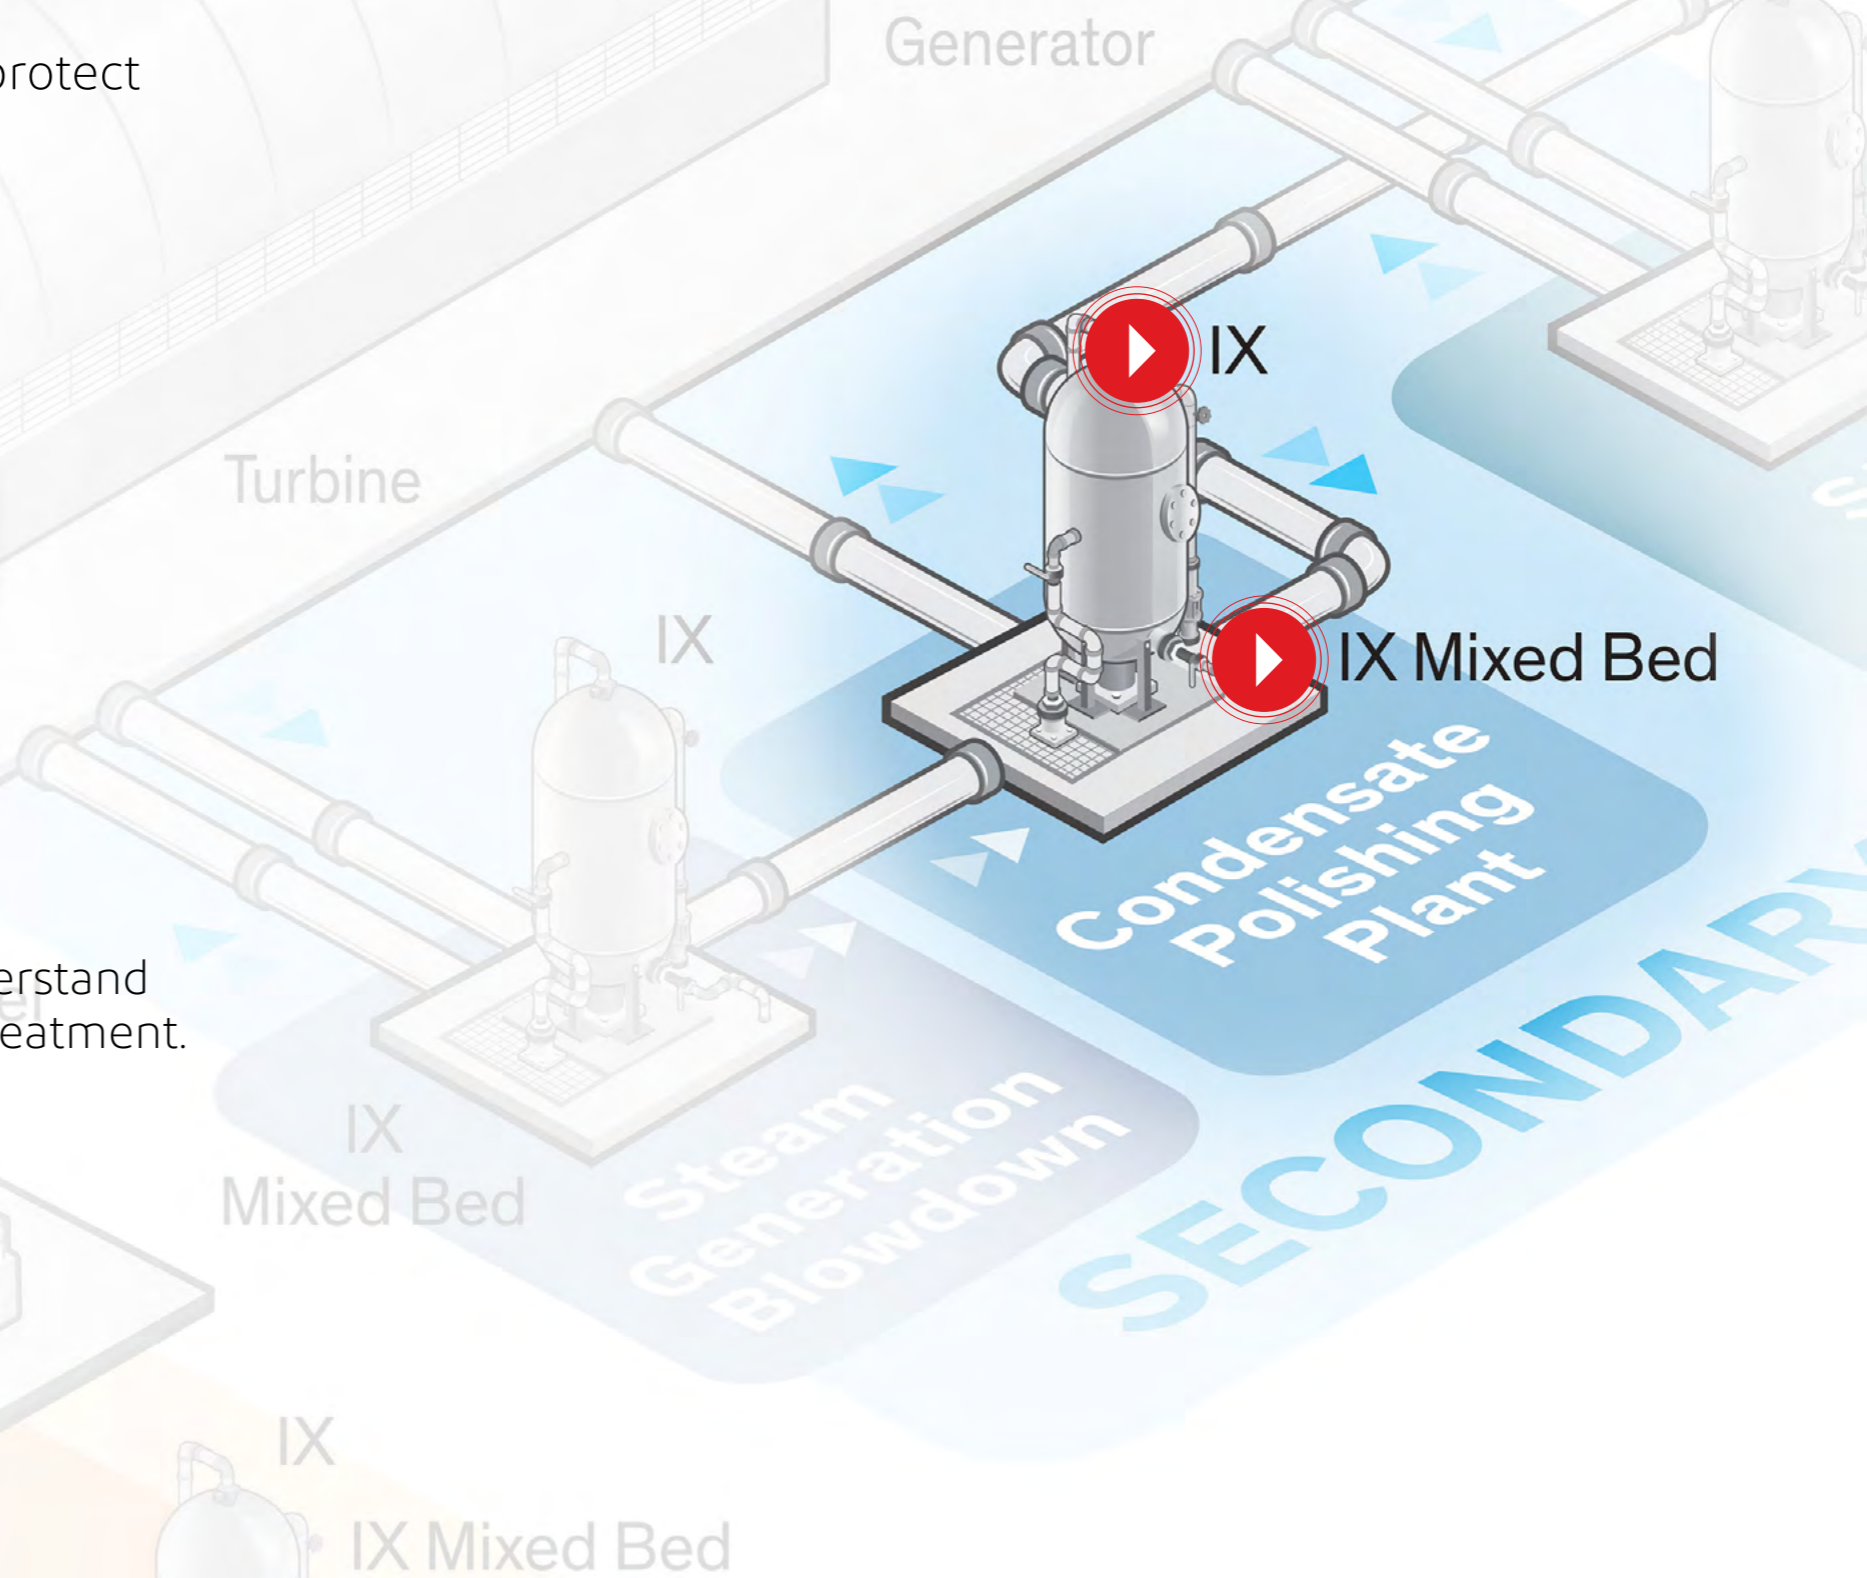 Generator
protect
IX
Turbine
IX
IX Mixed Bed
Condensate
Polishing
Plant
SECONDARY
erstand
eatment.
IX
Mixed Bed
Steam
Generation
Blowdown
IX
IX Mixed Bed